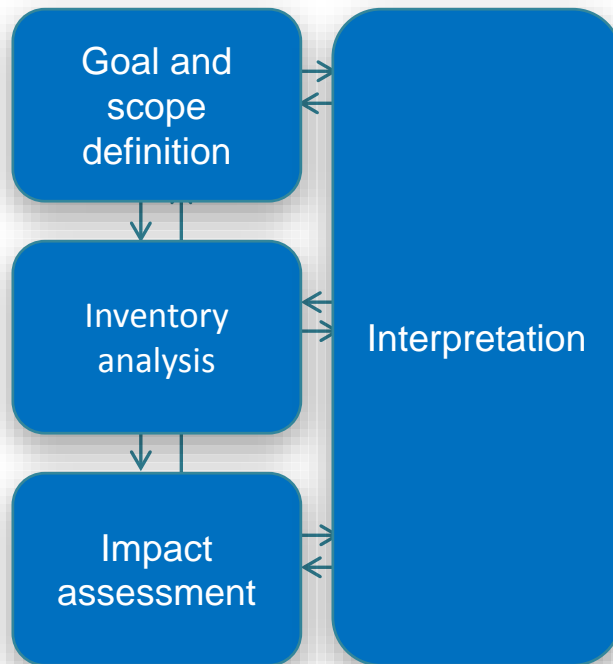 Goal and
scope
definition
Inventory
analysis
Impact
assessment
Interpretation